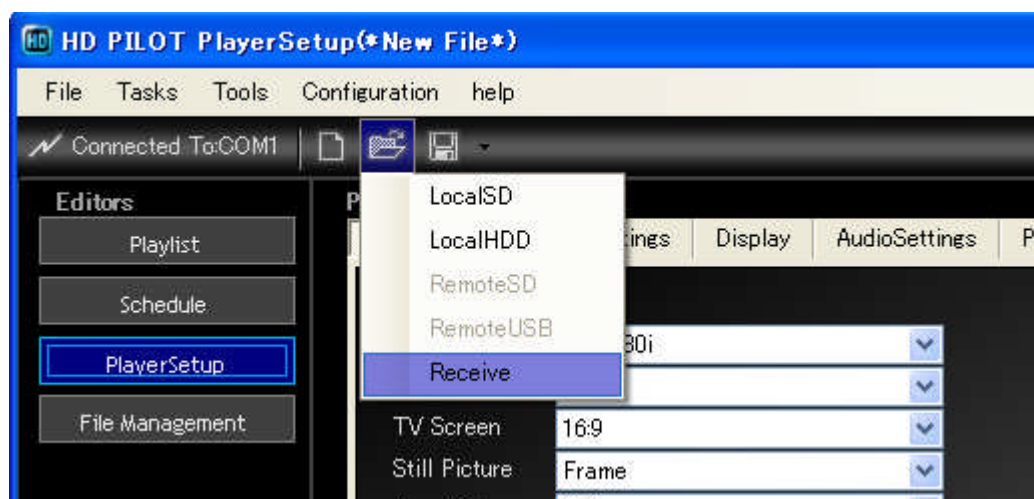 HD PILOT PlayerSetup(*New File*)
File Tasks Tools Configuration help
Connected To:COM1
Editors
Playlist
Schedule
PlayerSetup
File Management
LocalSD
LocalHDD
RemoteSD
RemoteUSB
Receive
Display AudioSettings
TV Screen 16:9
Still Picture Frame